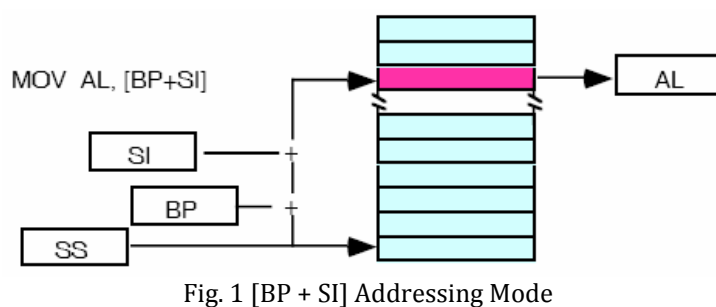 MOV AL, [BP+SI]
AL
SI
+
BP
+
SS
Fig. 1 [BP + SI] Addressing Mode